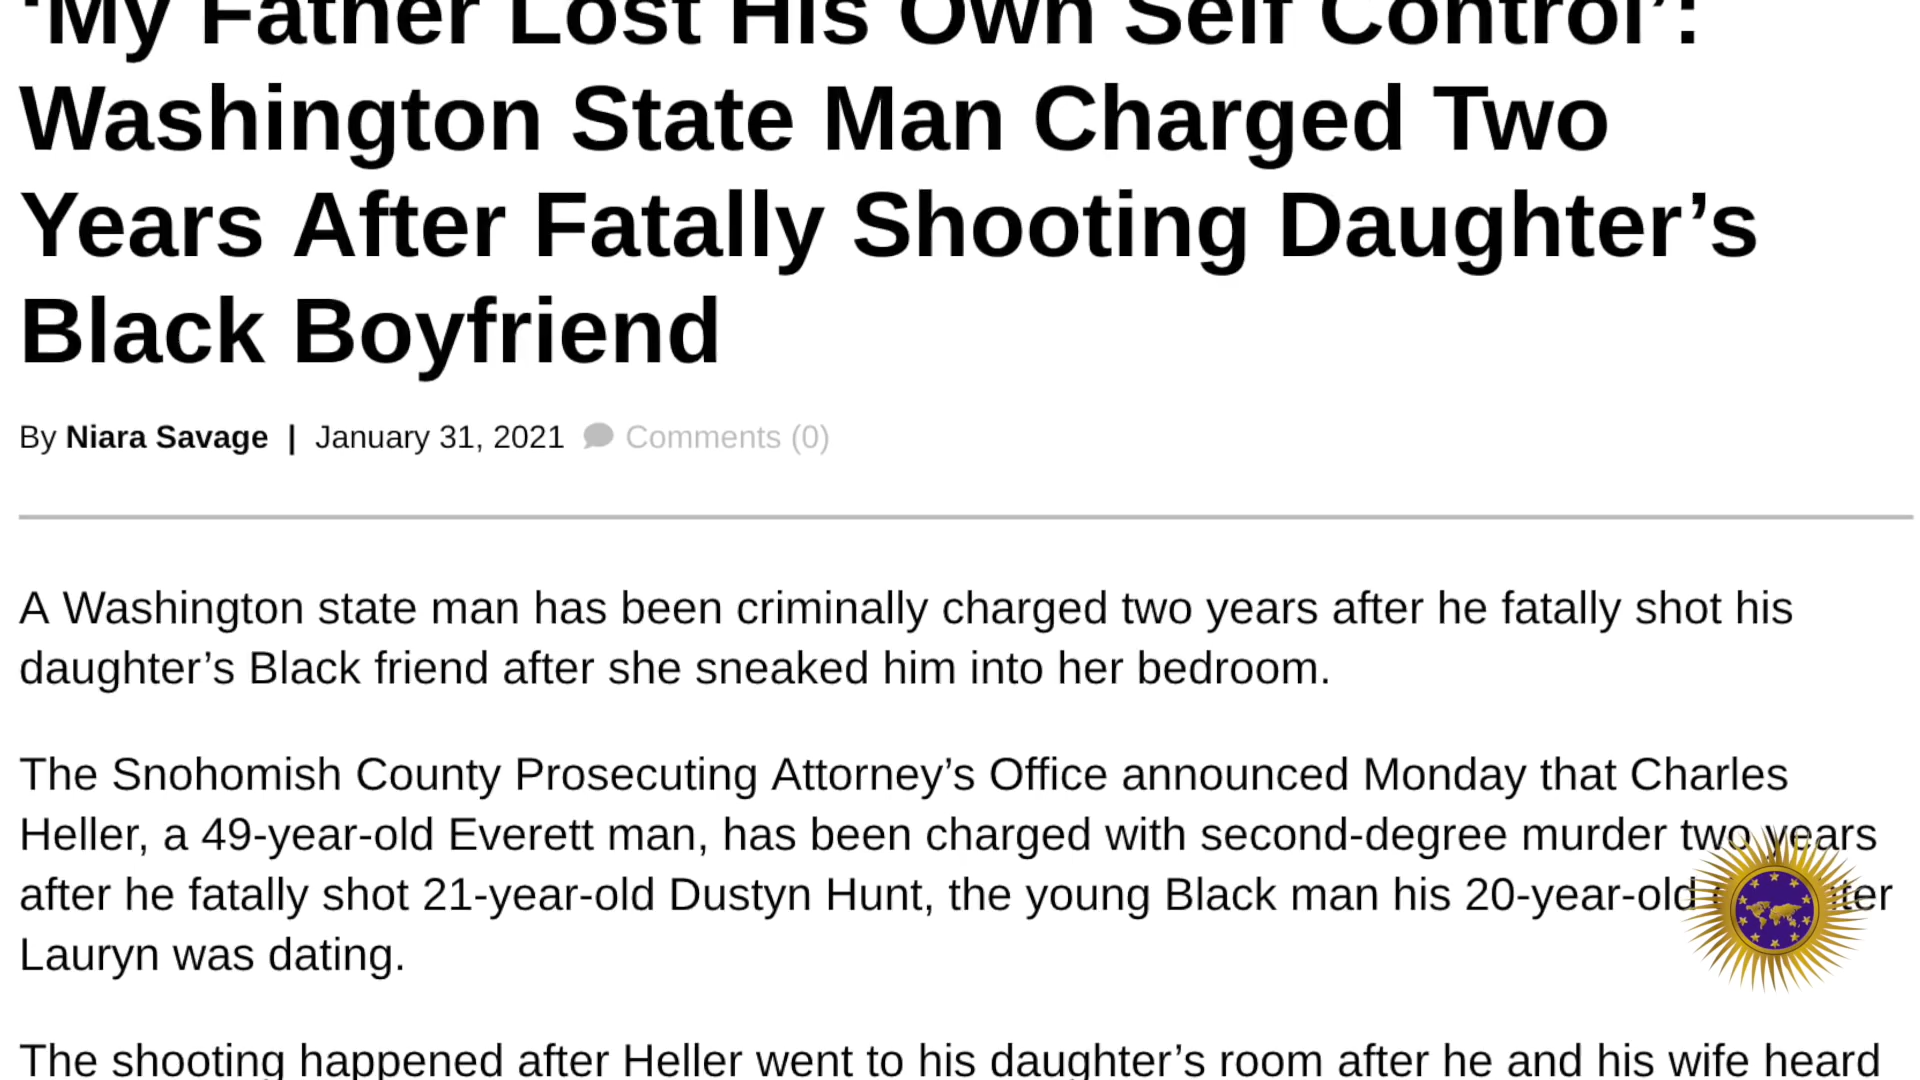 ‘My Father Lost His Own Self Control’:
Washington State Man Charged Two
Years After Fatally Shooting Daughter’s
Black Boyfriend
By Niara Savage | January 31, 2021 Comments (0)
A Washington state man has been criminally charged two years after he fatally shot his
daughter’s Black friend after she sneaked him into her bedroom.
The Snohomish County Prosecuting Attorney’s Office announced Monday that Charles
Heller, a 49-year-old Everett man, has been charged with second-degree murder two years
after he fatally shot 21-year-old Dustyn Hunt, the young Black man his 20-year-old
Lauryn was dating.
The shooting happened after Heller went to his daughter’s room after he and his wife heard